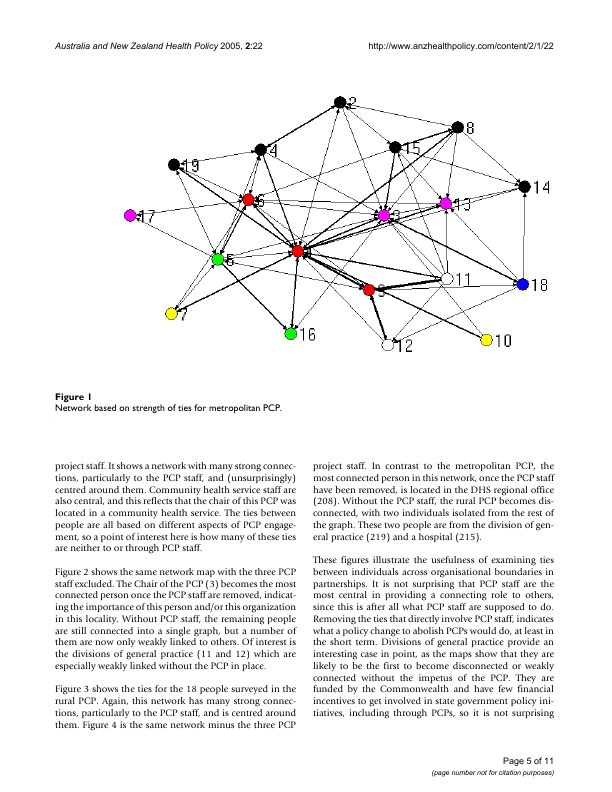 Australia and New Zealand Health Policy 2005, 2:22
http://www.anzhealthpolicy.com/content/2/1/22
2
8
4
15
19
14
6
13
3
17
5
11
18
9
7
16
12
10
Figure 1
Network based on strength of ties for metropolitan PCP.
project staff. It shows a network with many strong connec-
tions, particularly to the PCP staff, and (unsurprisingly)
centred around them. Community health service staff are
also central, and this reflects that the chair of this PCP was
located in a community health service. The ties between
people are all based on different aspects of PCP engage-
ment, so a point of interest here is how many of these ties
are neither to or through PCP staff.
Figure 2 shows the same network map with the three PCP
staff excluded. The Chair of the PCP (3) becomes the most
connected person once the PCP staff are removed, indicat-
ing the importance of this person and/or this organization
in this locality. Without PCP staff, the remaining people
are still connected into a single graph, but a number of
them are now only weakly linked to others. Of interest is
the divisions of general practice (11 and 12) which are
especially weakly linked without the PCP in place.
Figure 3 shows the ties for the 18 people surveyed in the
rural PCP. Again, this network has many strong connec-
tions, particularly to the PCP staff, and is centred around
them. Figure 4 is the same network minus the three PCP
project staff. In contrast to the metropolitan PCP, the
most connected person in this network, once the PCP staff
have been removed, is located in the DHS regional office
(208). Without the PCP staff, the rural PCP becomes dis-
connected, with two individuals isolated from the rest of
the graph. These two people are from the division of gen-
eral practice (219) and a hospital (215).
These figures illustrate the usefulness of examining ties
between individuals across organisational boundaries in
partnerships. It is not surprising that PCP staff are the
most central in providing a connecting role to others,
since this is after all what PCP staff are supposed to do.
Removing the ties that directly involve PCP staff, indicates
what a policy change to abolish PCPs would do, at least in
the short term. Divisions of general practice provide an
interesting case in point, as the maps show that they are
likely to be the first to become disconnected or weakly
connected without the impetus of the PCP. They are
funded by the Commonwealth and have few financial
incentives to get involved in state government policy ini-
tiatives, including through PCPs, so it is not surprising
Page 5 of 11
(page number not for citation purposes)